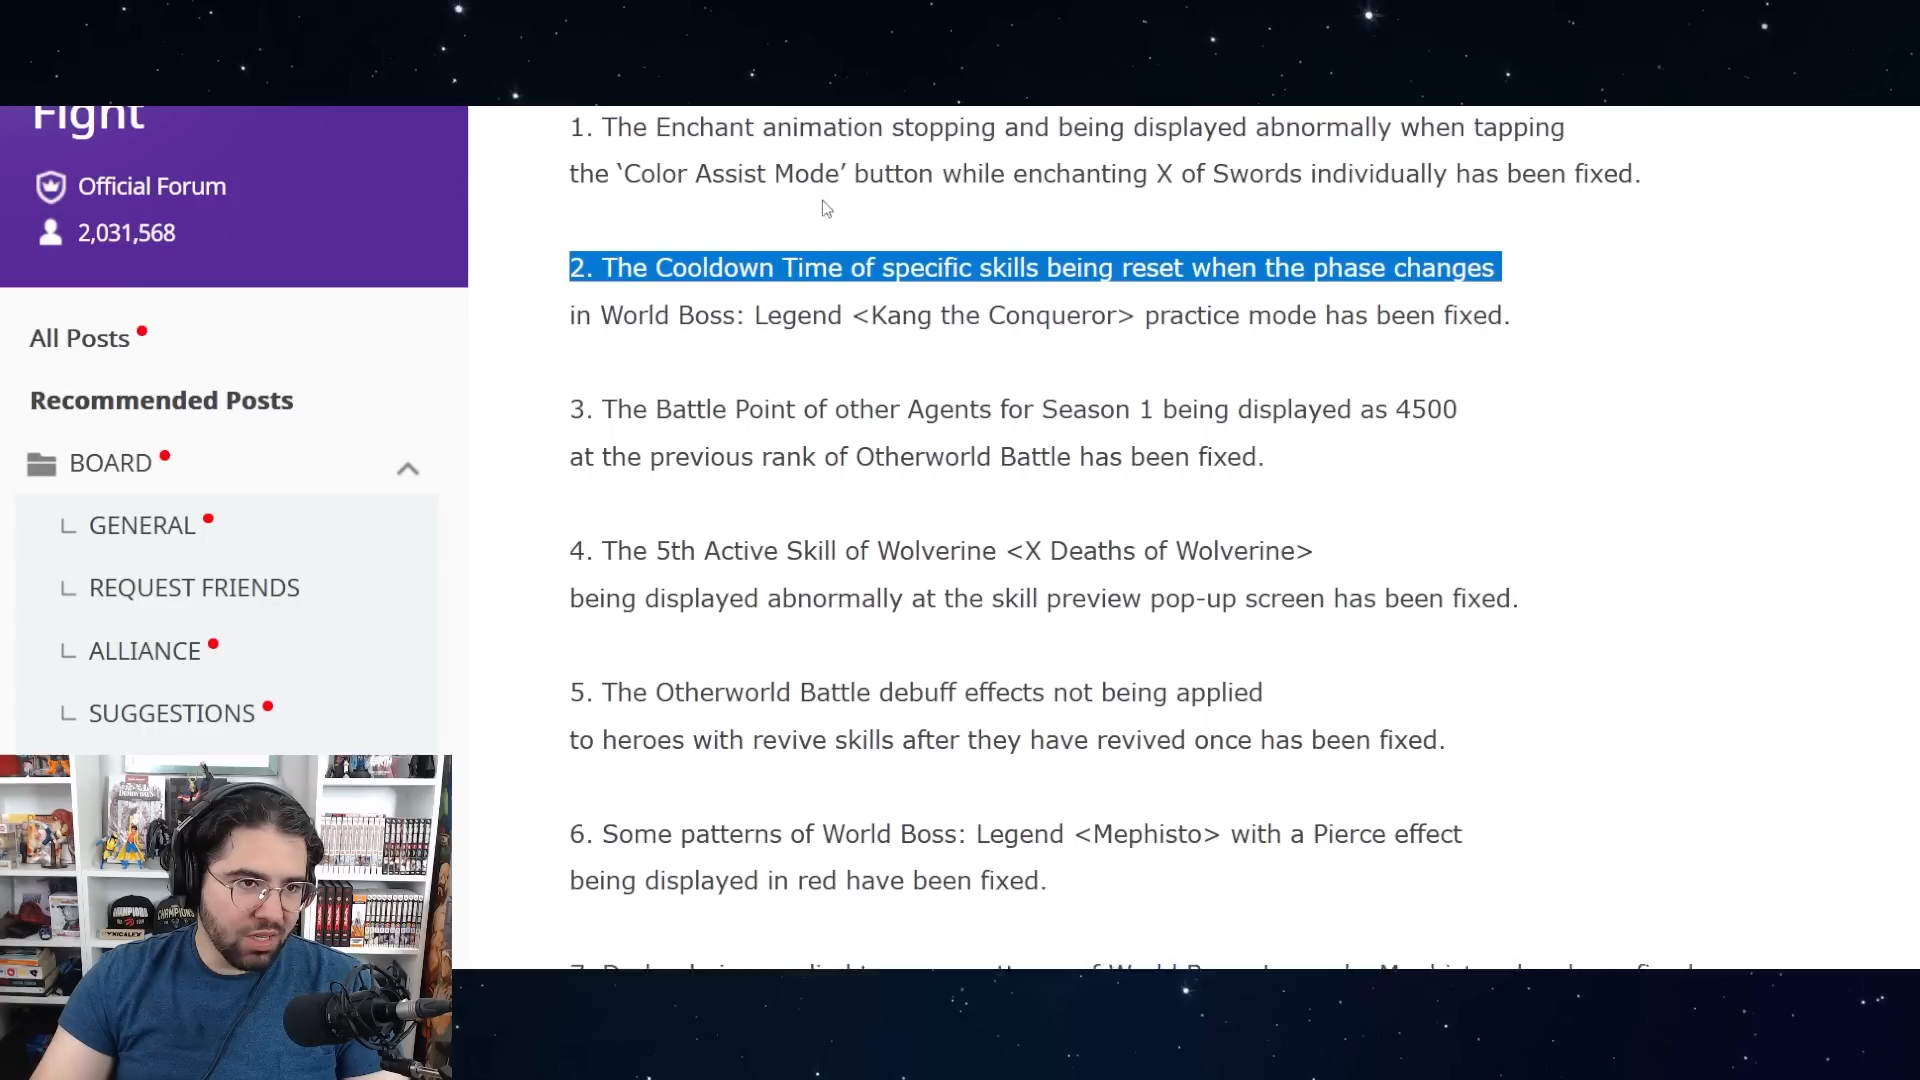 Fight
Official Forum
2,031,568
All Posts
Recommended Posts
BOARD
GENERAL
REQUEST FRIENDS
ALLIANCE
SUGGESTIONS
1. The Enchant animation stopping and being displayed abnormally when tapping
the ‘Color Assist Mode’ button while enchanting X of Swords individually has been fixed.
2. The Cooldown Time of specific skills being reset when the phase changes
in World Boss: Legend <Kang the Conqueror> practice mode has been fixed.
3. The Battle Point of other Agents for Season 1 being displayed as 4500
at the previous rank of Otherworld Battle has been fixed.
4. The 5th Active Skill of Wolverine <X Deaths of Wolverine>
being displayed abnormally at the skill preview pop-up screen has been fixed.
5. The Otherworld Battle debuff effects not being applied
to heroes with revive skills after they have revived once has been fixed.
6. Some patterns of World Boss: Legend <Mephisto> with a Pierce effect
being displayed in red have been fixed.
CHAMPIONS
CHAMPIONS